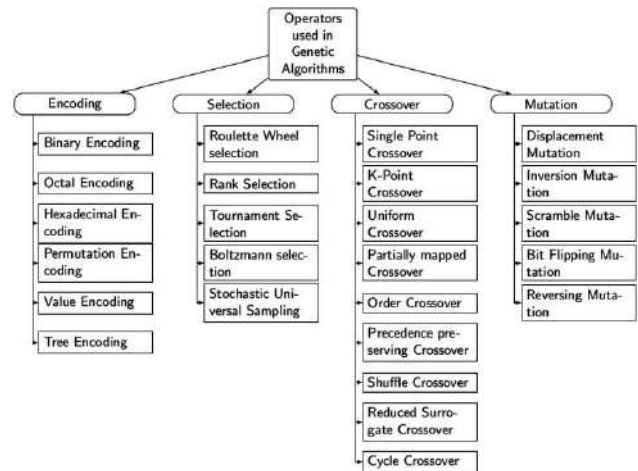 Operators
used in
Genetic
Algorithms
Encoding
Binary Encoding
Octal Encoding
Hexadecimal En-
coding
Permutation En-
coding
Value Encoding
Tree Encoding
Selection
Roulette Wheel
selection
Rank Selection
Tournament Se-
lection
Boltzmann selec-
tion
Stochastic Uni-
versal Sampling
Crossover
Single Point
Crossover
K-Point
Crossover
Uniform
Crossover
Partially mapped
Crossover
Order Crossover
Precedence pre-
serving Crossover
Shuffle Crossover
Reduced Surro-
gate Crossover
Cycle Crossover
Mutation
Displacement
Mutation
Inversion Muta-
tion
Scramble Muta-
tion
Bit Flipping Mu-
tation
Reversing Muta-
tion